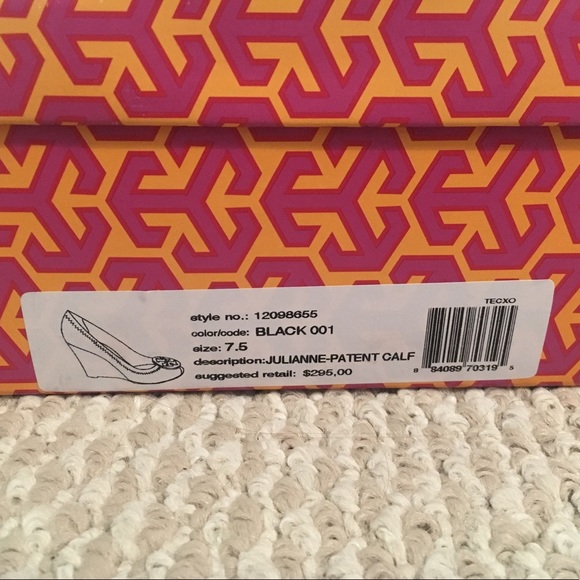 TECXO
style no.: 12098655
color/code: BLACK 001
size: 7.5
description:JULIANNE-PATENT CALF
suggested retail: $295.00
8 84089 70319 5